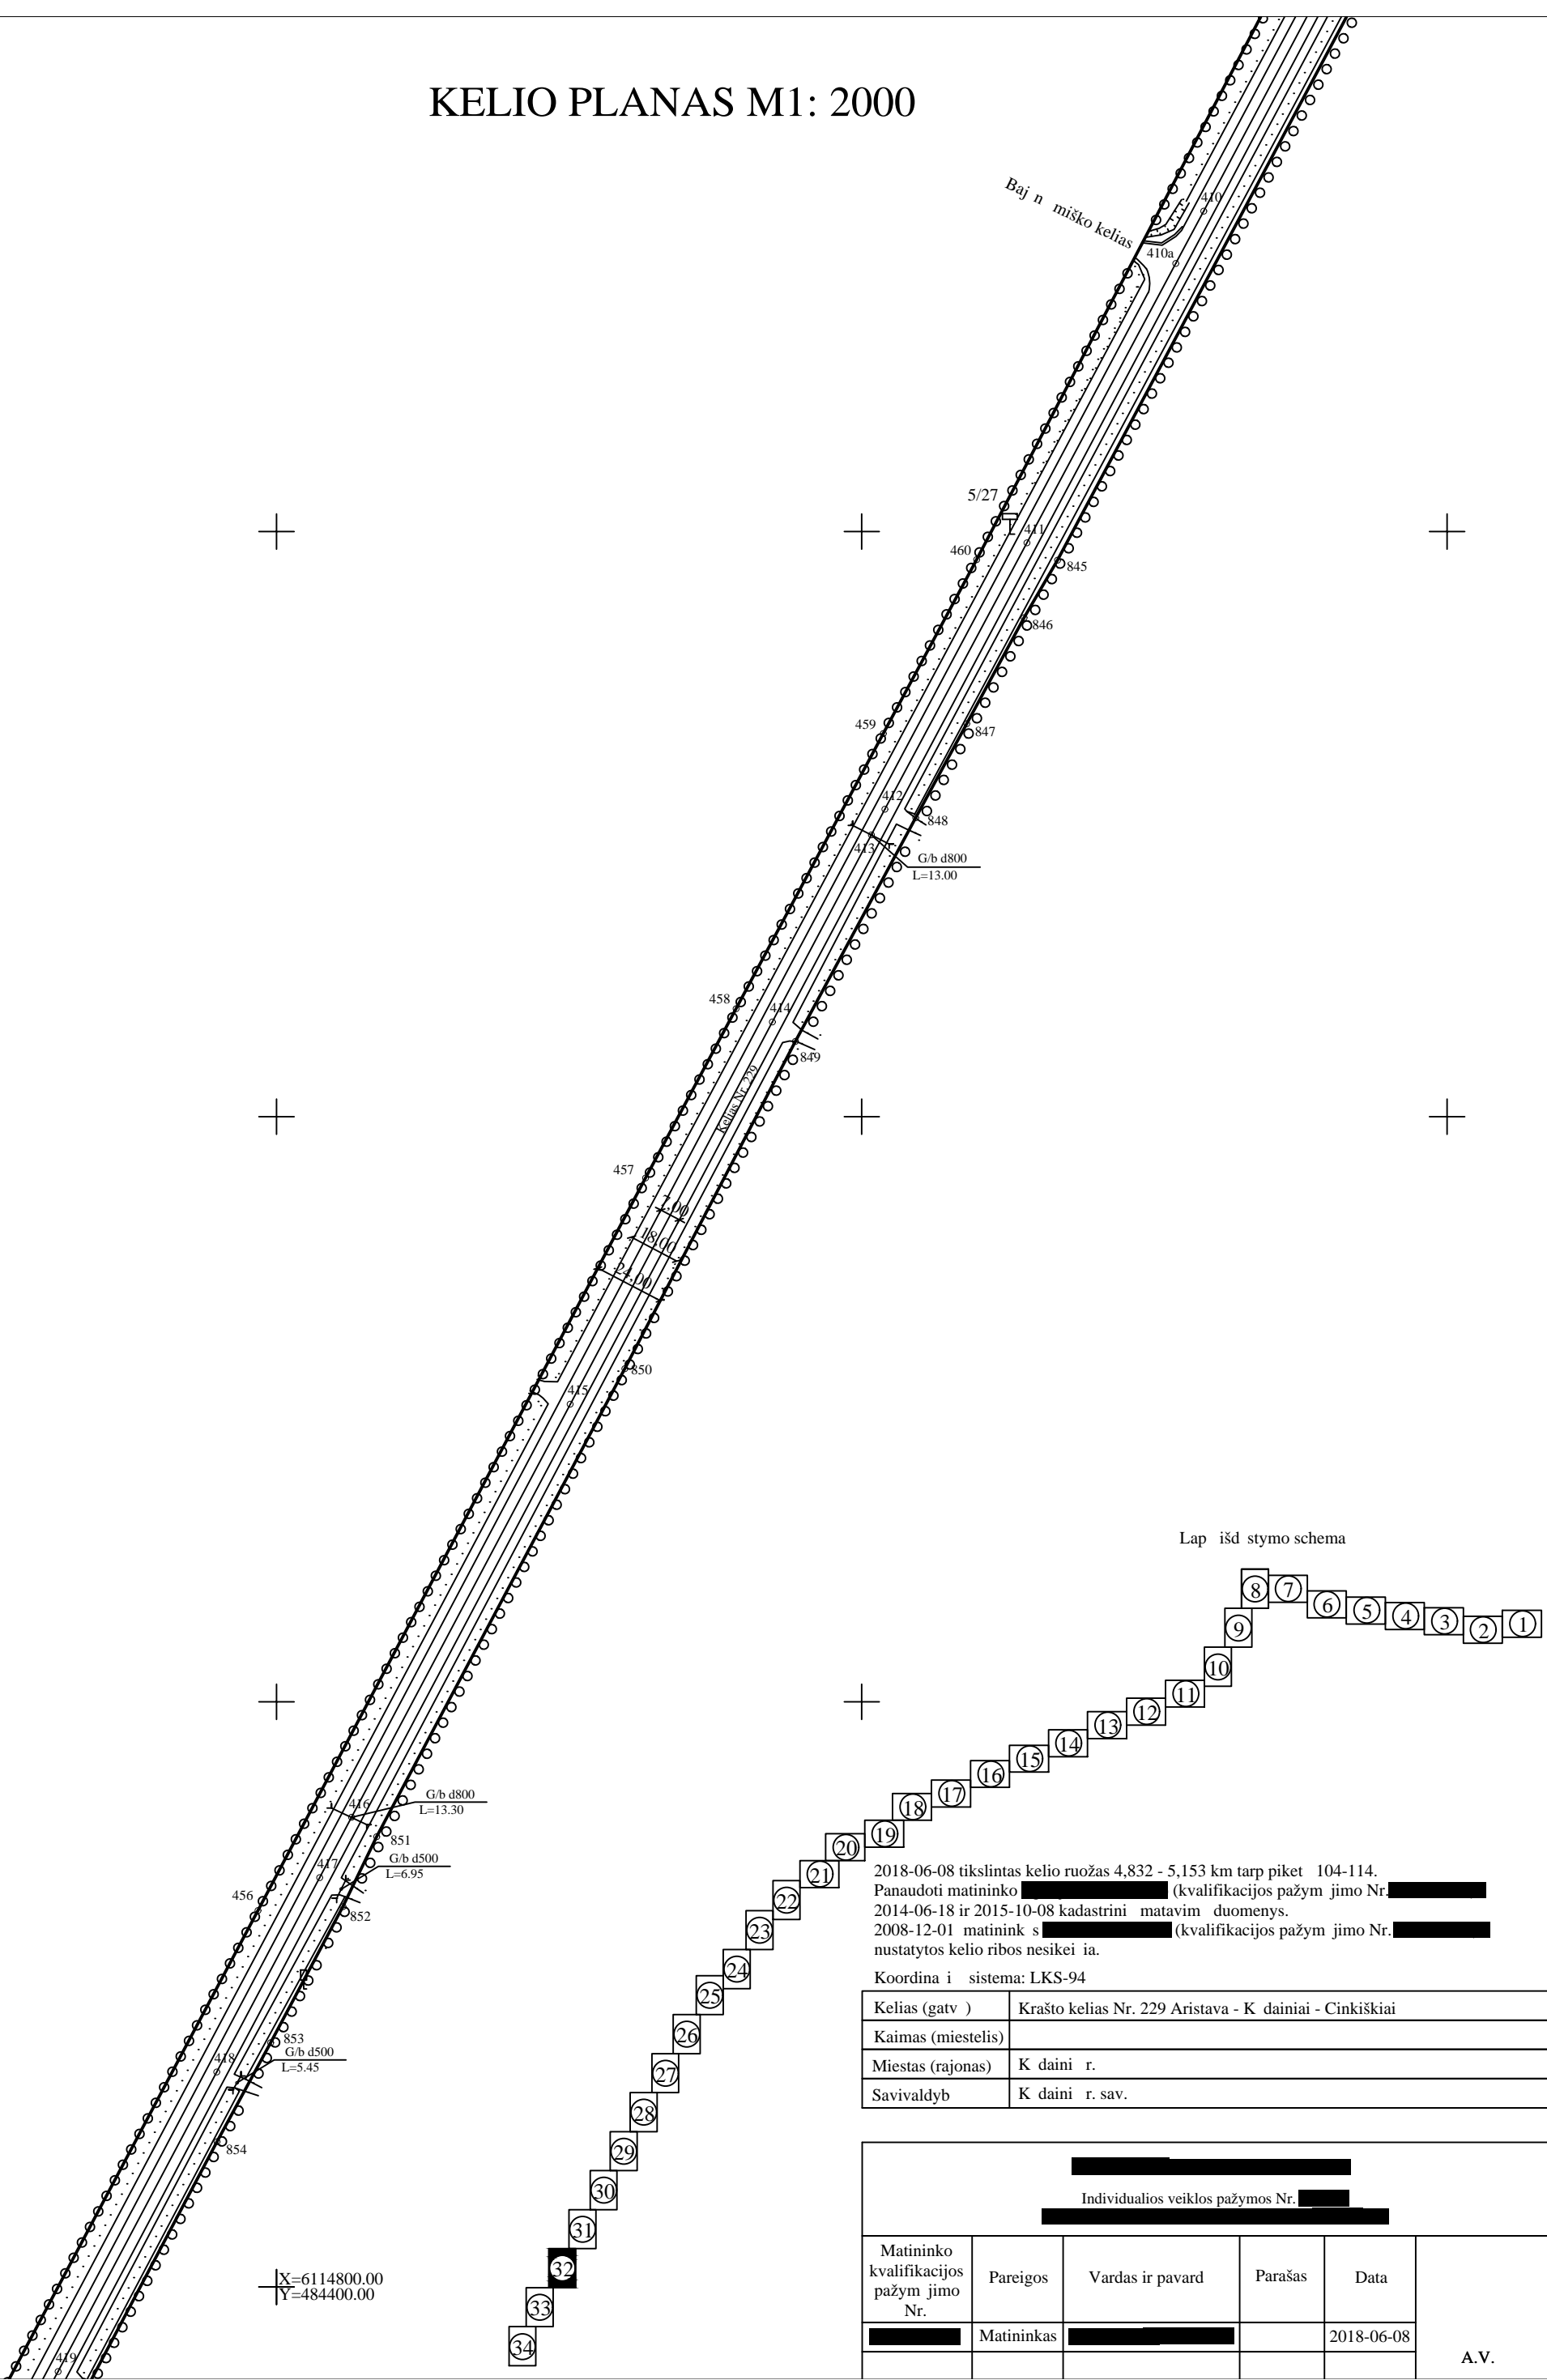 KELIO PLANAS M1: 2000
Baj n miško kelias
410
410a
5/27
411
460
845
846
459
847
412
848
413
G/b d800
L=13.00
458
414
849
Kelias Nr. 229
457
7,00
18,00
24,00
850
415
416
G/b d800
L=13.30
851
G/b d500
L=6.95
417
456
852
853
G/b d500
L=5.45
418
854
X=6114800.00
Y=484400.00
419
Lap išd stymo schema
8
7
6
5
4
3
2
1
9
10
11
12
13
14
15
16
17
18
19
20
21
22
23
24
25
26
27
28
29
30
31
32
33
34
2018-06-08 tikslintas kelio ruožas 4,832 - 5,153 km tarp piket 104-114.
Panaudoti matininko (kvalifikacijos pažym jimo Nr.
2014-06-18 ir 2015-10-08 kadastrini matavim duomenys.
2008-12-01 matinink s (kvalifikacijos pažym jimo Nr.
nustatytos kelio ribos nesikei ia.
Koordina i sistema: LKS-94
Kelias (gatv ) Krašto kelias Nr. 229 Aristava - K dainiai - Cinkiškiai
Kaimas (miestelis)
Miestas (rajonas) K daini r.
Savivaldyb K daini r. sav.
Individualios veiklos pažymos Nr.
Matininko
kvalifikacijos
pažym jimo
Nr.
Pareigos
Vardas ir pavard
Parašas
Data
Matininkas
2018-06-08
A.V.